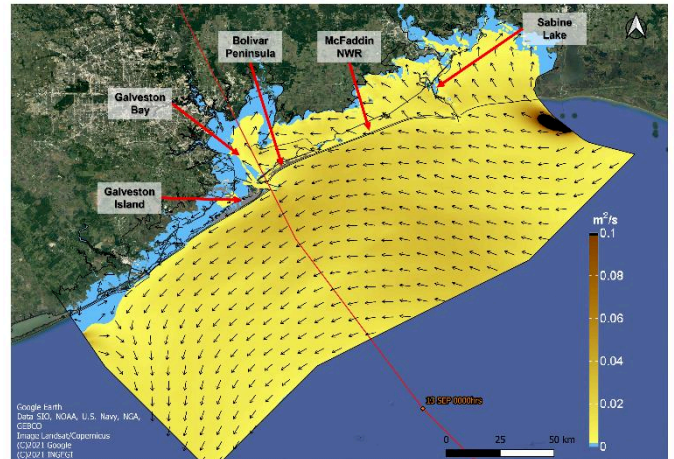 Sabine
Lake
Bolivar
Peninsula
McFaddin
NWR
Galveston
Bay
Galveston
Island
m²/s
0.1
0.08
0.06
0.04
0.02
0
13 SEP 0000hrs
Google Earth
Data SIO, NOAA, U.S. Navy, NGA,
GEBCO
Image Landsat/Copernicus
(C)2021 Google
(C)2021 INEGI
0 25 50 km